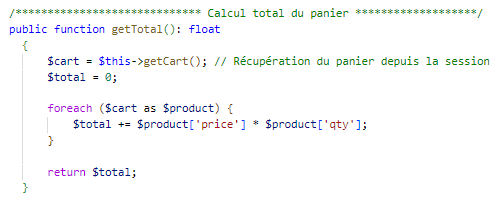 /***************************** Calcul total du panier *******************/
public function getTotal(): float
{
$cart = $this->getCart(); // Récupération du panier depuis la session
$total = 0;
foreach ($cart as $product) {
$total += $product['price'] * $product['qty'];
}
return $total;
}